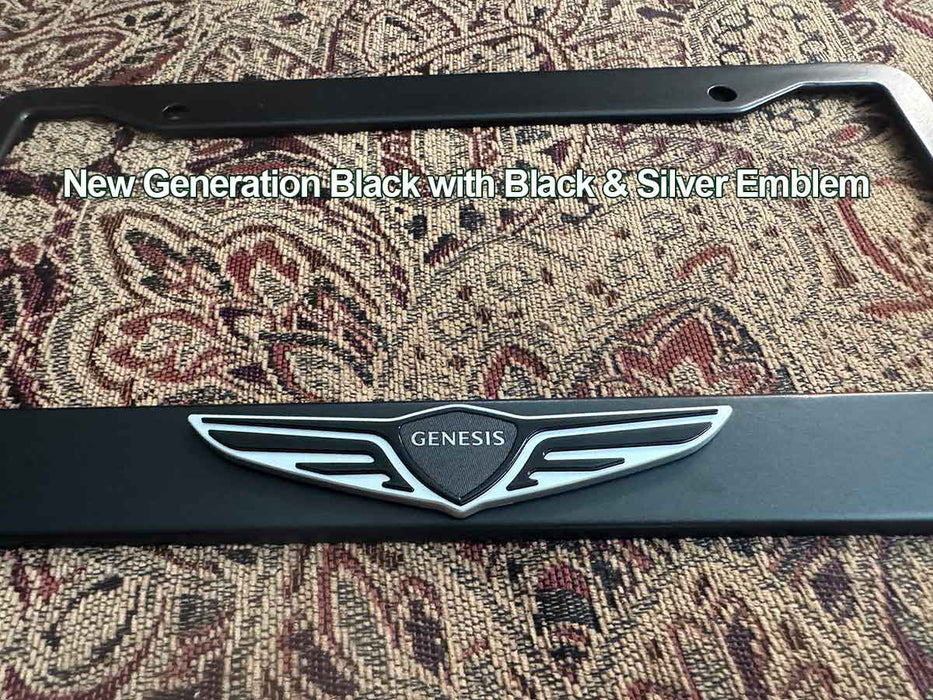 New Generation Black with Black & Silver Emblem
GENESIS